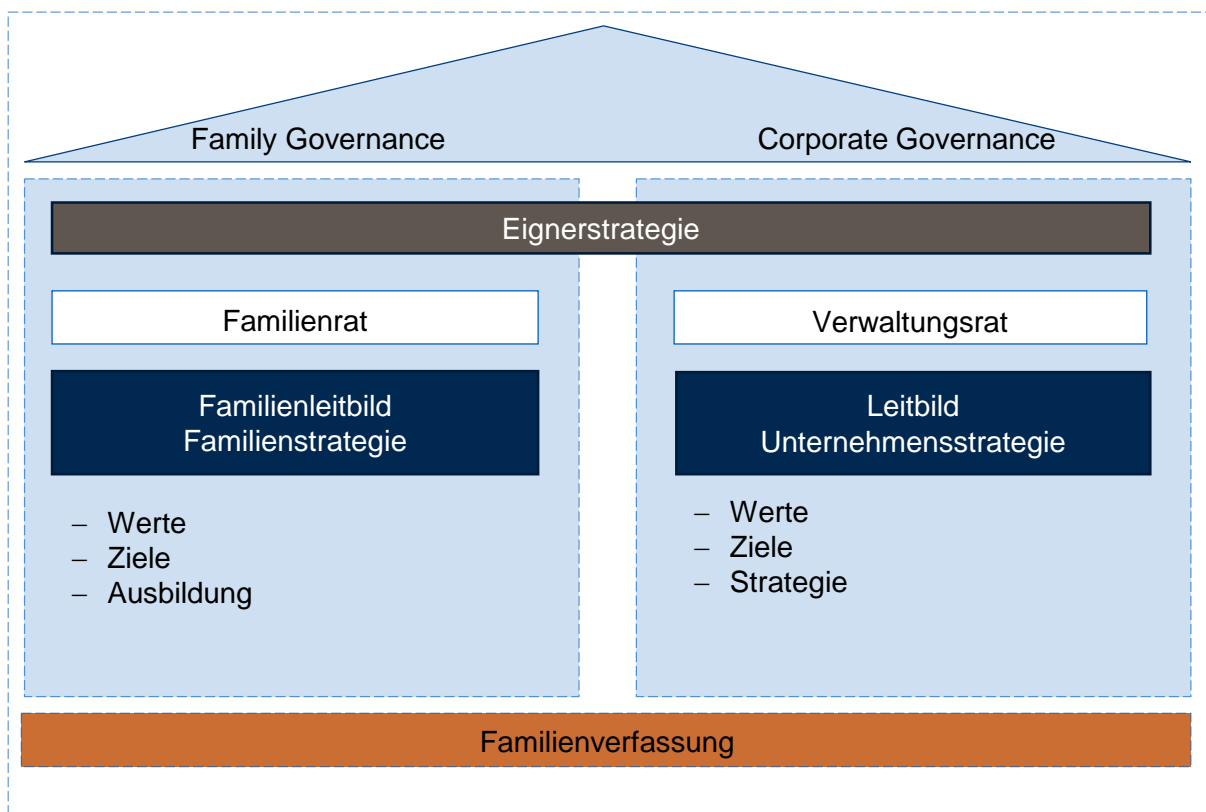 Family Governance
Corporate Governance
Eignerstrategie
Familienrat
Verwaltungsrat
Familienleitbild
Familienstrategie
Leitbild
Unternehmensstrategie
– Werte
– Ziele
– Ausbildung
– Werte
– Ziele
– Strategie
Familienverfassung